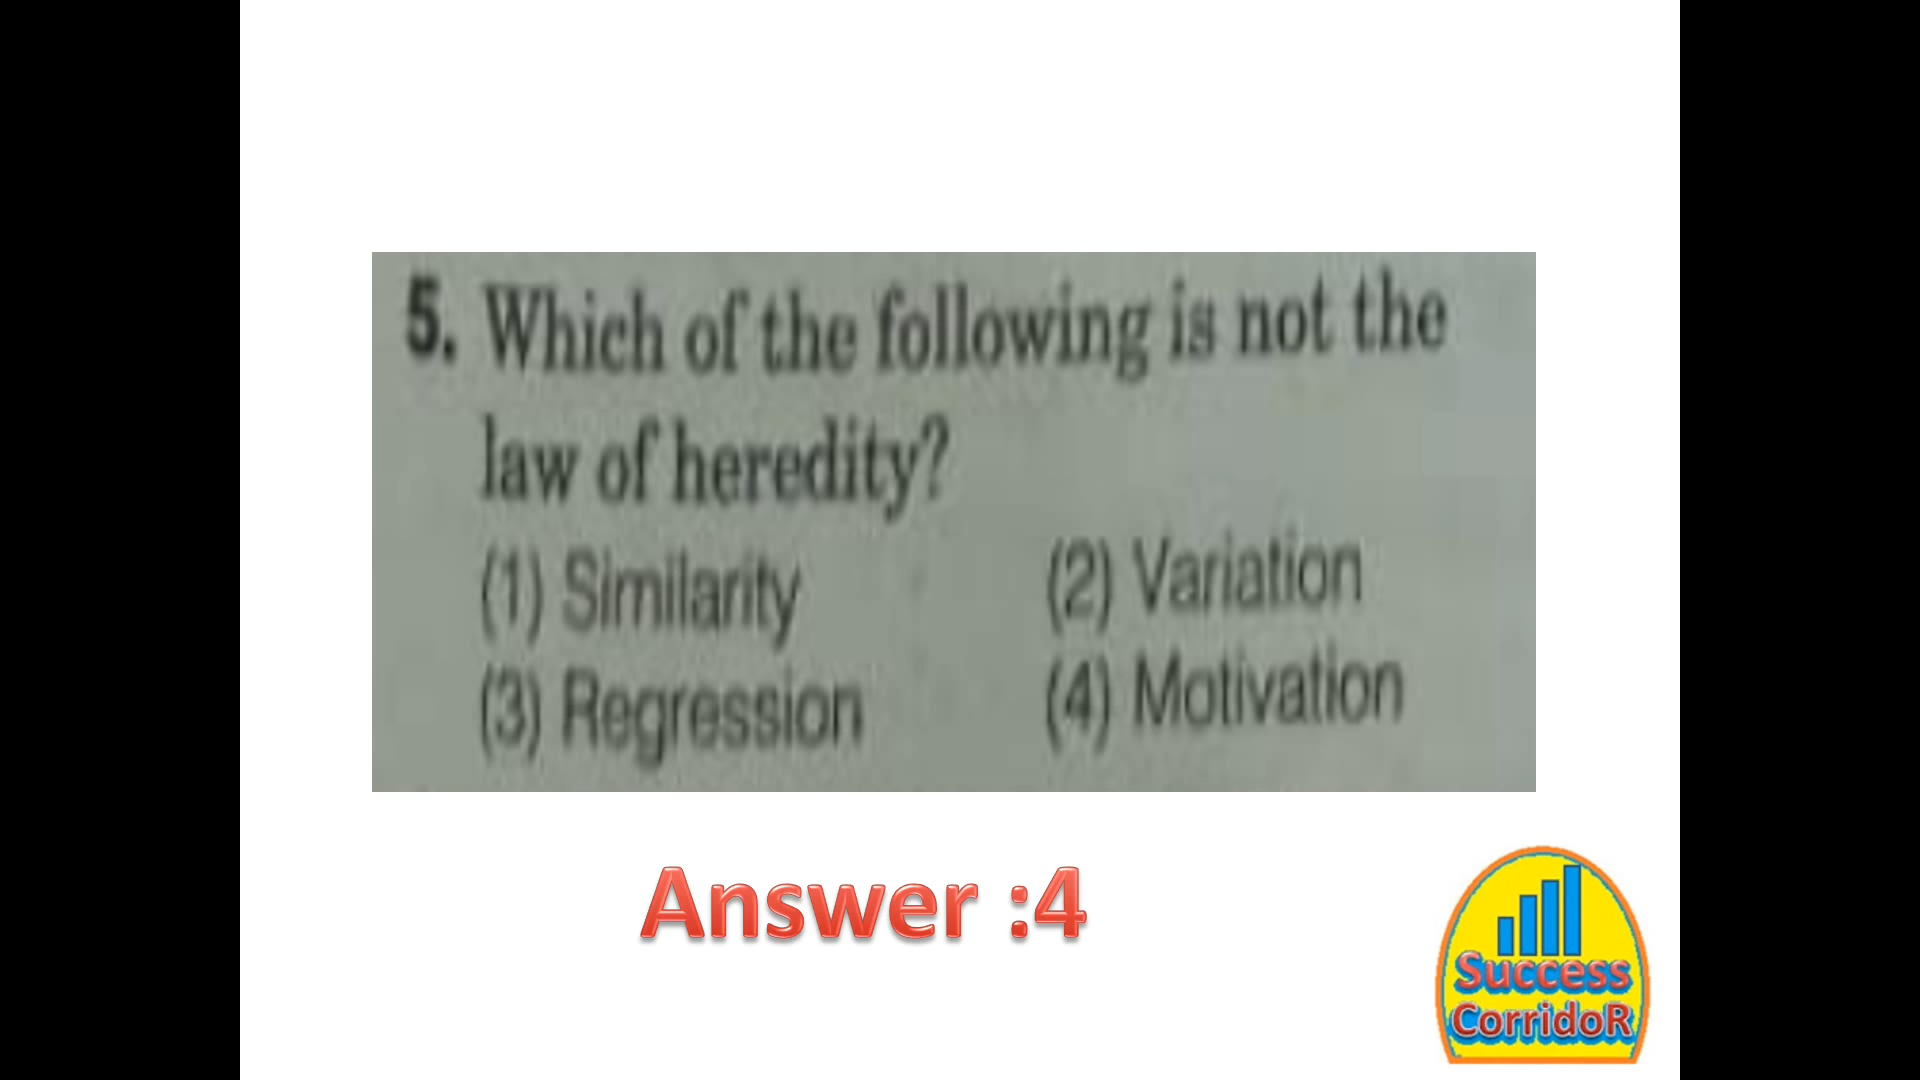 5. Which of the following is not the
law of heredity?
(1) Similarity (2) Variation
(3) Regression (4) Motivation
Answer :4
Success
CorridoR